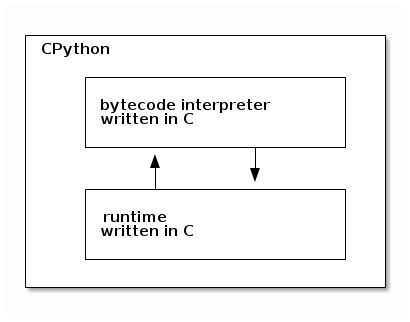 CPython
bytecode interpreter
written in C
runtime
written in C